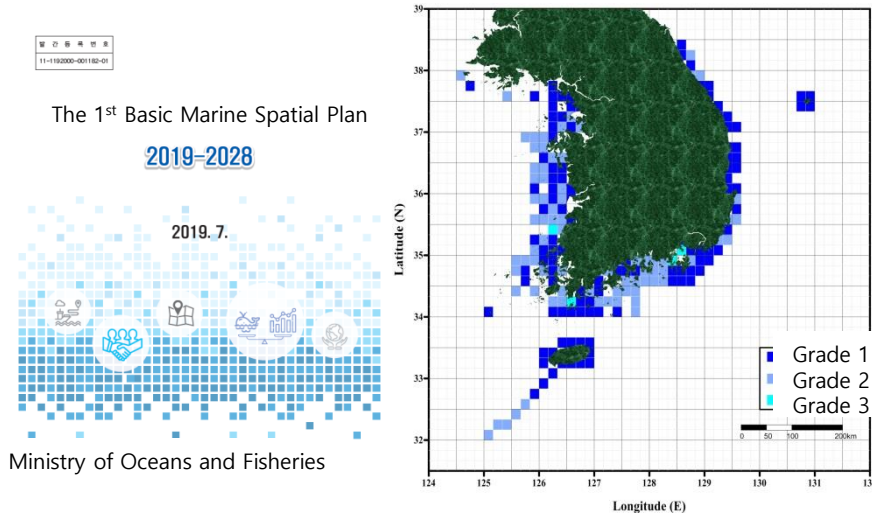 발 간 등 록 번 호
11-1192000-001182-01
The 1st Basic Marine Spatial Plan
2019-2028
2019. 7.
Ministry of Oceans and Fisheries
39
38
37
36
35
34
33
32
Latitude (N)
124
125
126
127
128
129
130
131
13
Longitude (E)
Grade 1
Grade 2
Grade 3
0 50 100 200km